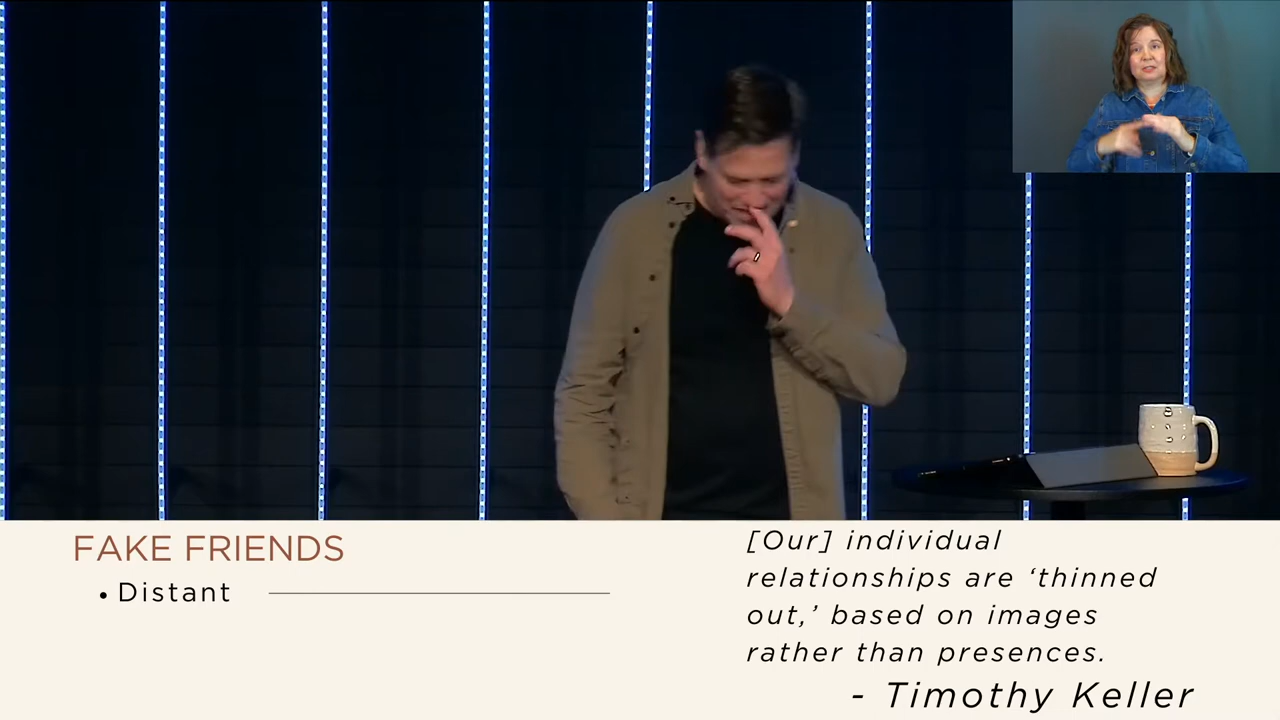 FAKE FRIENDS
• Distant
[Our] individual
relationships are ‘thinned
out,’ based on images
rather than presences.
- Timothy Keller